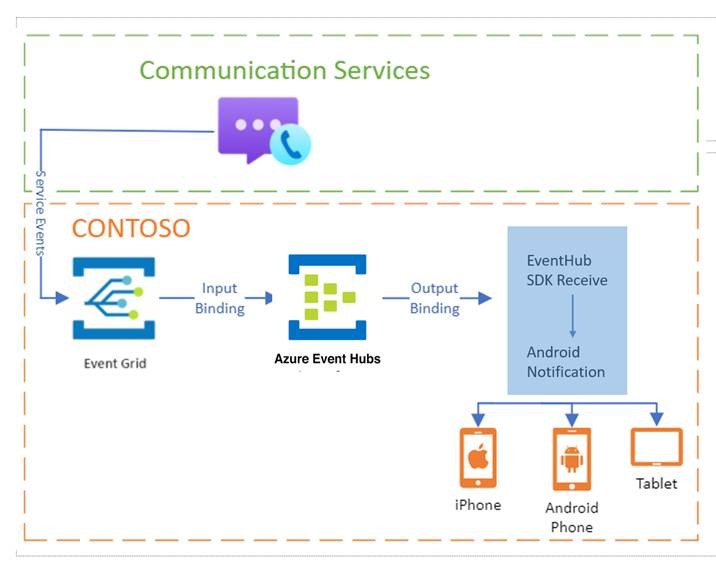 Communication Services
Service Events
CONTOSO
Input
Binding
Output
Binding
EventHub
SDK Receive
Android
Notification
Event Grid
Azure Event Hubs
iPhone
Android
Phone
Tablet